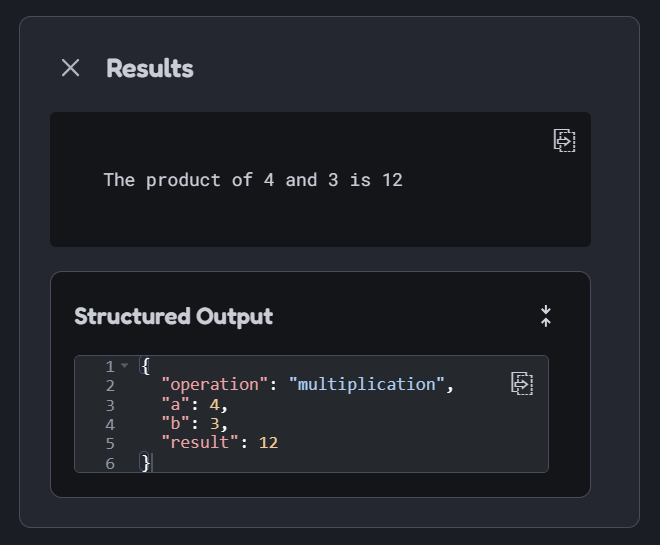 Results
The product of 4 and 3 is 12
Structured Output
1 {
2 "operation": "multiplication",
3 "a": 4,
4 "b": 3,
5 "result": 12
6 }